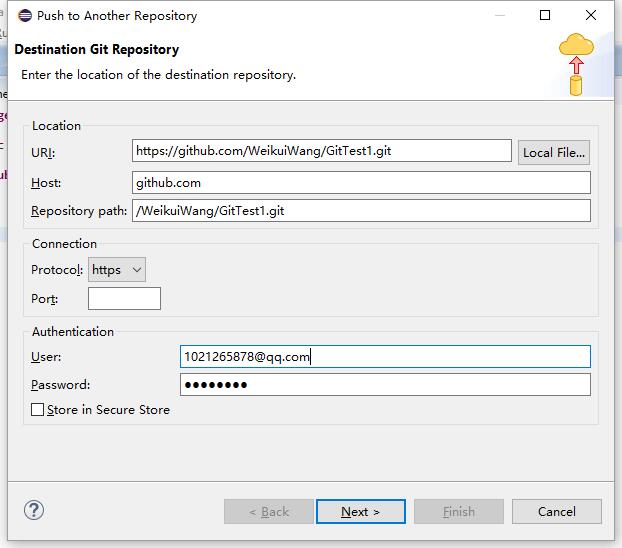 Push to Another Repository
Destination Git Repository
Enter the location of the destination repository.
Location
URI: https://github.com/WeikuiWang/GitTest1.git Local File...
Host: github.com
Repository path: /WeikuiWang/GitTest1.git
Connection
Protocol: https
Port:
Authentication
User: 1021265878@qq.com
Password: ●●●●●●●●
Store in Secure Store
? < Back Next > Finish Cancel